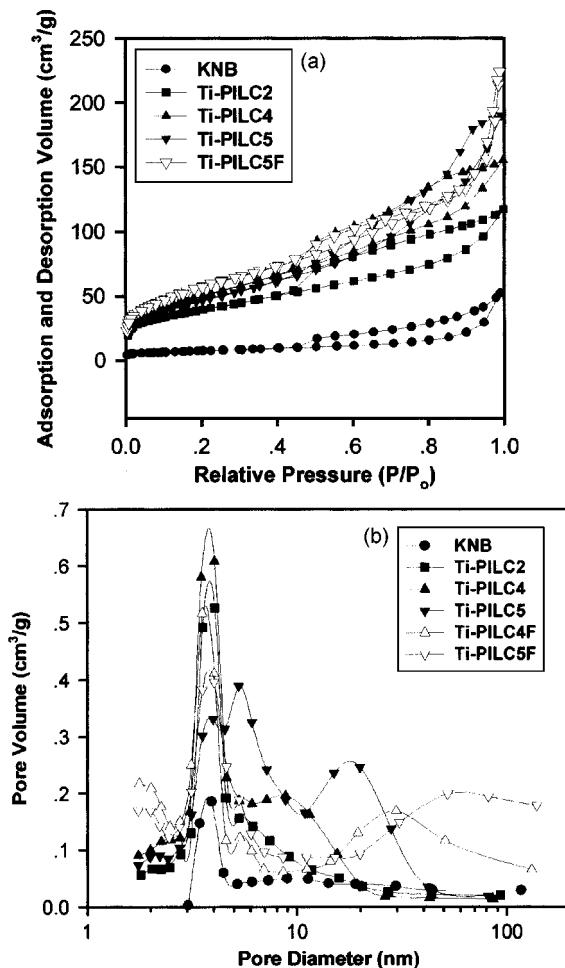 (a)
KNB
Ti-PILC2
Ti-PILC4
Ti-PILC5
Ti-PILC5F
Adsorption and Desorption Volume (cm³/g)
250
200
150
100
50
0
0.0 .2 .4 .6 .8 1.0
Relative Pressure (P/Pₒ)
(b)
KNB
Ti-PILC2
Ti-PILC4
Ti-PILC5
Ti-PILC4F
Ti-PILC5F
Pore Volume (cm³/g)
.7
.6
.5
.4
.3
.2
.1
0.0
1 10 100
Pore Diameter (nm)